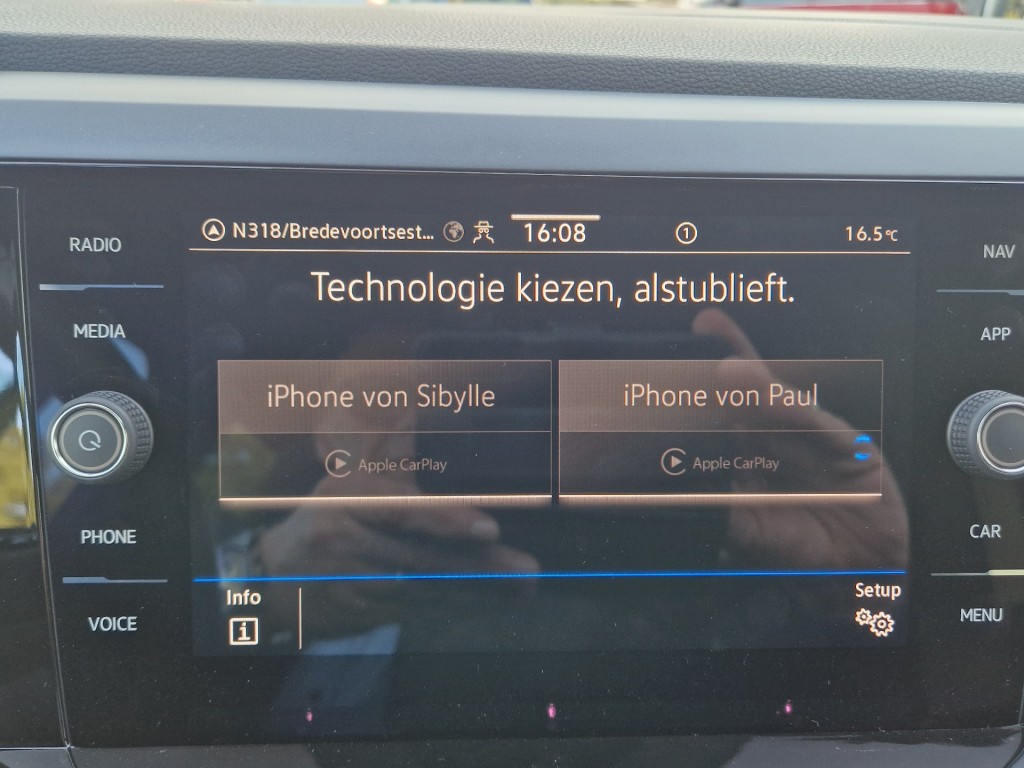 N318/Bredevoortsest... 16:08 1 16.5°C
RADIO
NAV
Technologie kiezen, alstublieft.
MEDIA
APP
iPhone von Sibylle
iPhone von Paul
Apple CarPlay
Apple CarPlay
PHONE
CAR
Info
Setup
VOICE
MENU
i